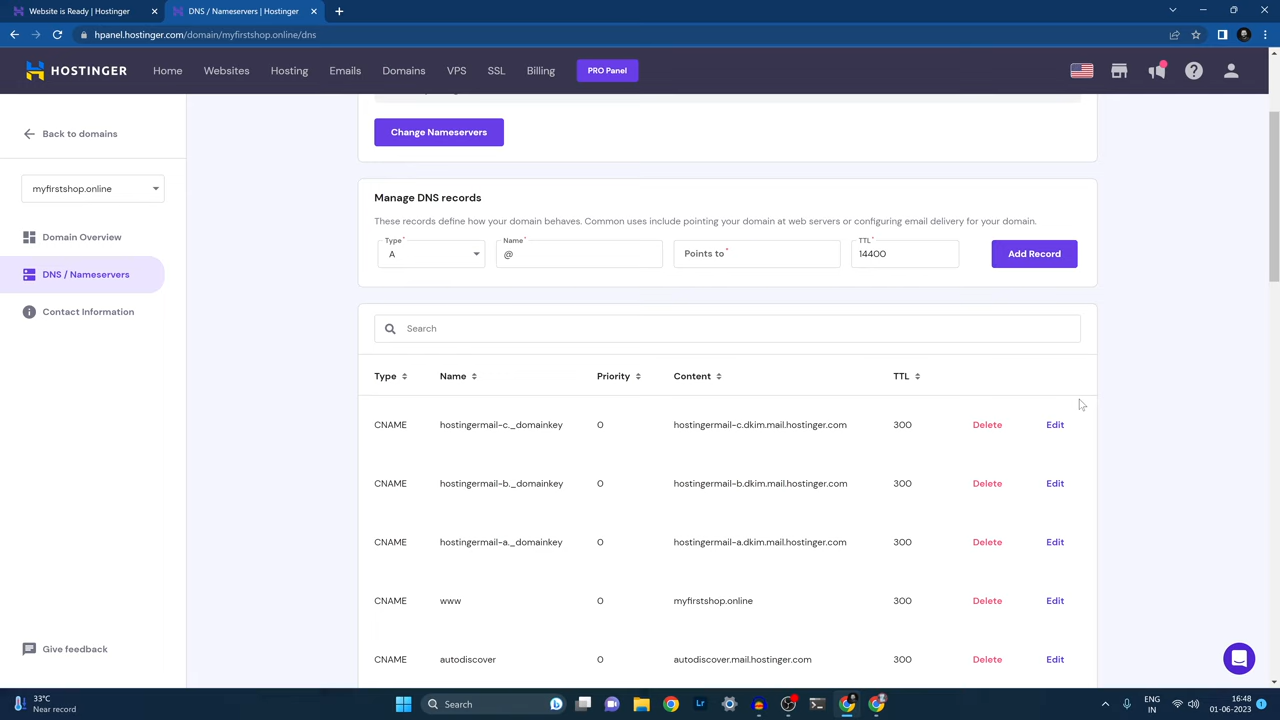 Website is Ready | Hostinger
DNS / Nameservers | Hostinger
hpanel.hostinger.com/domain/myfirstshop.online/dns
HOSTINGER
Home
Websites
Hosting
Emails
Domains
VPS
SSL
Billing
PRO Panel
Back to domains
myfirstshop.online
Domain Overview
DNS / Nameservers
Contact Information
Give feedback
Change Nameservers
Manage DNS records
These records define how your domain behaves. Common uses include pointing your domain at web servers or configuring email delivery for your domain.
Type* A
Name* @
Points to*
TTL* 14400
Add Record
Search
Type Name Priority Content TTL
CNAME hostingermail-c._domainkey 0 hostingermail-c.dkim.mail.hostinger.com 300 Delete Edit
CNAME hostingermail-b._domainkey 0 hostingermail-b.dkim.mail.hostinger.com 300 Delete Edit
CNAME hostingermail-a._domainkey 0 hostingermail-a.dkim.mail.hostinger.com 300 Delete Edit
CNAME www 0 myfirstshop.online 300 Delete Edit
CNAME autodiscover 0 autodiscover.mail.hostinger.com 300 Delete Edit
33°C
Near record
Search
Lr
ENG
IN
16:48
01-06-2023